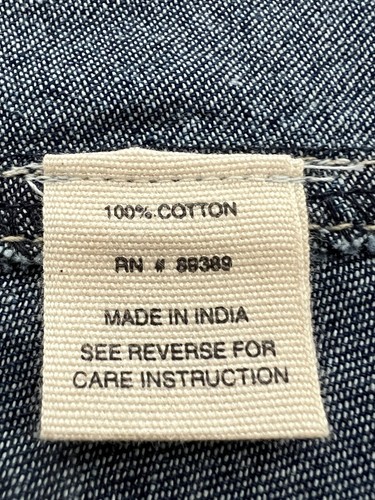 100% COTTON
RN # 89389
MADE IN INDIA
SEE REVERSE FOR
CARE INSTRUCTION